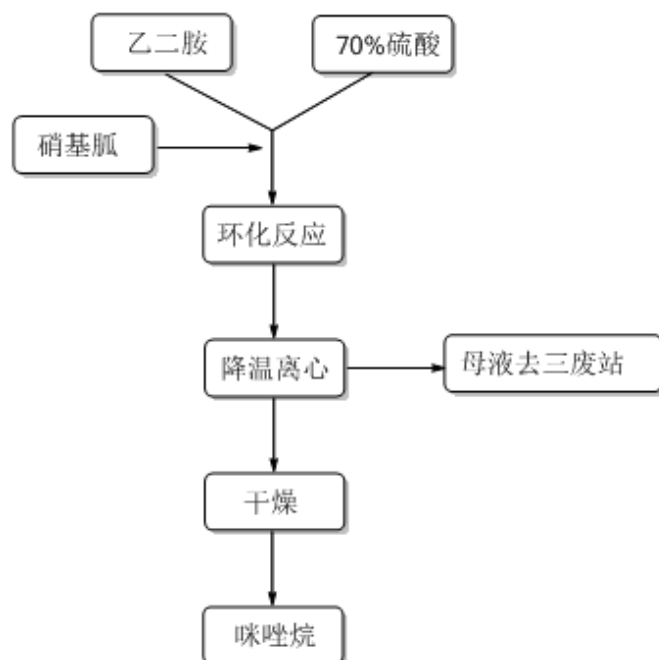 乙二胺
70%硫酸
硝基胍
环化反应
降温离心
母液去三废站
干燥
咪唑烷